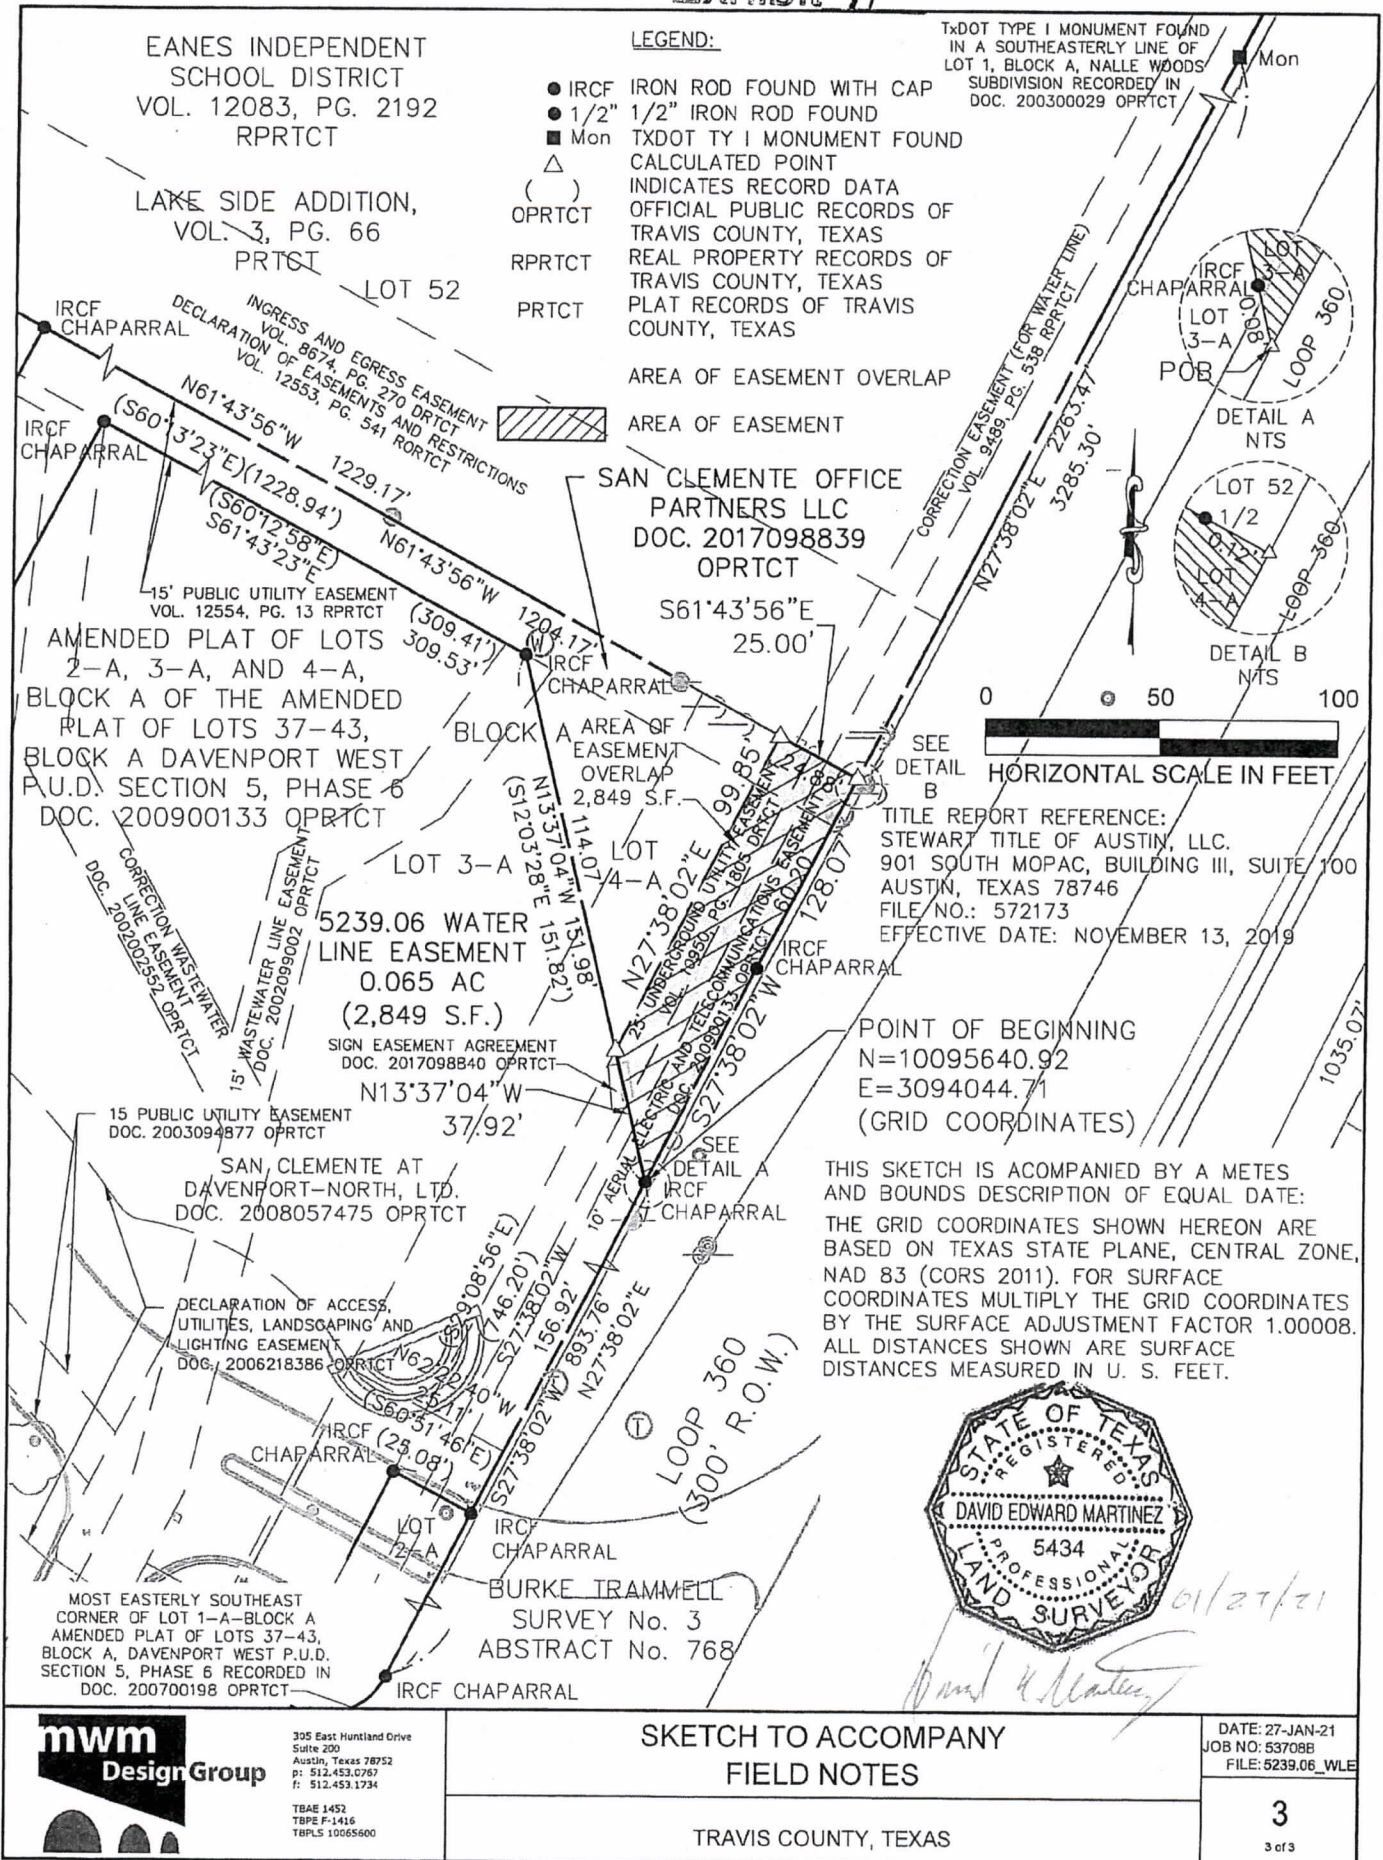 EANES INDEPENDENT
SCHOOL DISTRICT
VOL. 12083, PG. 2192
RPRTCT
LAKE SIDE ADDITION,
VOL. 3, PG. 66
PRTCT
LOT 52
LEGEND:
IRCF IRON ROD FOUND WITH CAP
1/2" 1/2" IRON ROD FOUND
Mon TXDOT TY I MONUMENT FOUND
CALCULATED POINT
( ) INDICATES RECORD DATA
OPRTCT OFFICIAL PUBLIC RECORDS OF
TRAVIS COUNTY, TEXAS
RPRTCT REAL PROPERTY RECORDS OF
TRAVIS COUNTY, TEXAS
PRTCT PLAT RECORDS OF TRAVIS
COUNTY, TEXAS
AREA OF EASEMENT OVERLAP
AREA OF EASEMENT
TxDOT TYPE I MONUMENT FOUND
IN A SOUTHEASTERLY LINE OF
LOT 1, BLOCK A, NALLE WOODS
SUBDIVISION RECORDED IN
DOC. 200300029 OPRTCT
Mon
IRCF
CHAPARRAL
LOT
3-A
LOT
3-A
0.08'
POB
LOOP 360
DETAIL A
NTS
LOT 52
1/2
0.12'
LOT
4-A
LOOP 360
DETAIL B
NTS
CORRECTION EASEMENT (FOR WATER LINE)
VOL. 9489, PG. 538 RPRTCT
N27°38'02"E 2263.47'
3285.30'
IRCF
CHAPARRAL
INGRESS AND EGRESS EASEMENT
VOL. 8674, PG. 270 DRTCT
DECLARATION OF EASEMENTS AND RESTRICTIONS
VOL. 12553, PG. 541 RORTCT
IRCF
CHAPARRAL
N61°43'56"W 1229.17'
(S60°13'23"E)(1228.94')
(S60°12'58"E)
S61°43'23"E
(309.41')
309.53'
N61°43'56"W 1204.17'
15' PUBLIC UTILITY EASEMENT
VOL. 12554, PG. 13 RPRTCT
SAN CLEMENTE OFFICE
PARTNERS LLC
DOC. 2017098839
OPRTCT
S61°43'56"E
25.00'
AMENDED PLAT OF LOTS
2-A, 3-A, AND 4-A,
BLOCK A OF THE AMENDED
PLAT OF LOTS 37-43,
BLOCK A DAVENPORT WEST
P.U.D. SECTION 5, PHASE 6
DOC. 200900133 OPRTCT
W
IRCF
CHAPARRAL
BLOCK A
AREA OF
EASEMENT
OVERLAP
2,849 S.F.
24.88'
SEE
DETAIL
B
0 50 100
HORIZONTAL SCALE IN FEET
TITLE REPORT REFERENCE:
STEWART TITLE OF AUSTIN, LLC.
901 SOUTH MOPAC, BUILDING III, SUITE 100
AUSTIN, TEXAS 78746
FILE NO.: 572173
EFFECTIVE DATE: NOVEMBER 13, 2019
LOT 3-A
LOT
4-A
N13°37'04"W 151.98'
(S12°03'28"E 151.82')
114.07'
N27°38'02"E 99.85'
25' UNDERGROUND UTILITY EASEMENT
VOL. 10950, PG. 1805 DRTCT
10' AERIAL ELECTRIC AND TELECOMMUNICATIONS EASEMENT
DOC. 200900133 OPRTCT
60.20'
S27°38'02"W 128.07'
IRCF
CHAPARRAL
CORRECTION WASTEWATER
LINE EASEMENT
DOC. 2002002552 OPRTCT
15' WASTEWATER LINE EASEMENT
DOC. 2002099002 OPRTCT
5239.06 WATER
LINE EASEMENT
0.065 AC
(2,849 S.F.)
SIGN EASEMENT AGREEMENT
DOC. 2017098840 OPRTCT
N13°37'04"W
37.92'
POINT OF BEGINNING
N=10095640.92
E=3094044.71
(GRID COORDINATES)
1035.07'
15 PUBLIC UTILITY EASEMENT
DOC. 2003094877 OPRTCT
SAN CLEMENTE AT
DAVENPORT-NORTH, LTD.
DOC. 2008057475 OPRTCT
SEE
DETAIL A
IRCF
CHAPARRAL
THIS SKETCH IS ACOMPANIED BY A METES
AND BOUNDS DESCRIPTION OF EQUAL DATE:
THE GRID COORDINATES SHOWN HEREON ARE
BASED ON TEXAS STATE PLANE, CENTRAL ZONE,
NAD 83 (CORS 2011). FOR SURFACE
COORDINATES MULTIPLY THE GRID COORDINATES
BY THE SURFACE ADJUSTMENT FACTOR 1.00008.
ALL DISTANCES SHOWN ARE SURFACE
DISTANCES MEASURED IN U. S. FEET.
DECLARATION OF ACCESS,
UTILITIES, LANDSCAPING AND
LIGHTING EASEMENT
DOC. 2006218386 OPRTCT
(S29°08'56"E)
(746.20')
S27°38'02"W
156.92'
893.76'
N27°38'02"E
S27°38'02"W
N62°22'40"W
25.11'
(S60°51'46"E)
(25.08')
IRCF
CHAPARRAL
LOOP 360
(300' R.O.W.)
T
LOT
2-A
IRCF
CHAPARRAL
BURKE TRAMMELL
SURVEY No. 3
ABSTRACT No. 768
MOST EASTERLY SOUTHEAST
CORNER OF LOT 1-A-BLOCK A
AMENDED PLAT OF LOTS 37-43,
BLOCK A, DAVENPORT WEST P.U.D.
SECTION 5, PHASE 6 RECORDED IN
DOC. 200700198 OPRTCT
IRCF CHAPARRAL
STATE OF TEXAS
REGISTERED
DAVID EDWARD MARTINEZ
5434
PROFESSIONAL
LAND SURVEYOR
01/27/21
mwm
DesignGroup
305 East Huntland Drive
Suite 200
Austin, Texas 78752
p: 512.453.0767
f: 512.453.1734
TBAE 1452
TBPE F-1416
TBPLS 10065600
SKETCH TO ACCOMPANY
FIELD NOTES
TRAVIS COUNTY, TEXAS
DATE: 27-JAN-21
JOB NO: 53708B
FILE: 5239.06_WLE
3
3 of 3